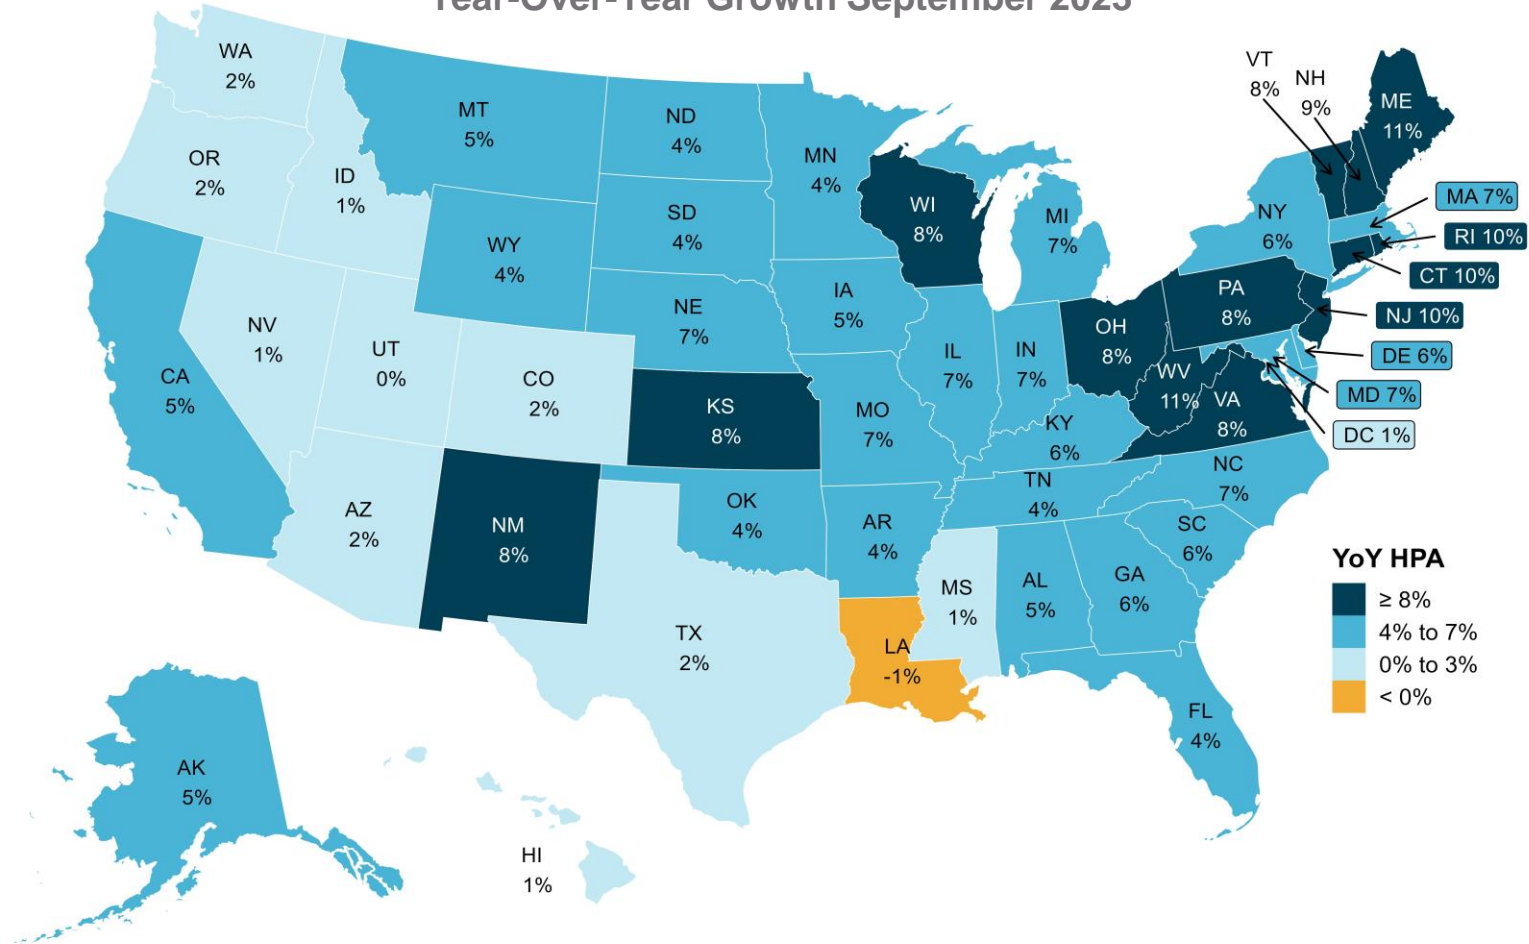 Year-Over-Year Growth September 2023
WA
2%
OR
2%
ID
1%
MT
5%
ND
4%
MN
4%
WI
8%
MI
7%
VT
8%
NH
9%
ME
11%
NY
6%
MA 7%
RI 10%
CT 10%
NJ 10%
DE 6%
MD 7%
DC 1%
WY
4%
SD
4%
IA
5%
NE
7%
PA
8%
OH
8%
IL
7%
IN
7%
WV
11%
VA
8%
NV
1%
UT
0%
CO
2%
CA
5%
KS
8%
MO
7%
KY
6%
NC
7%
TN
4%
SC
6%
AZ
2%
NM
8%
OK
4%
AR
4%
MS
1%
AL
5%
GA
6%
TX
2%
LA
-1%
FL
4%
AK
5%
HI
1%
YoY HPA
≥ 8%
4% to 7%
0% to 3%
< 0%